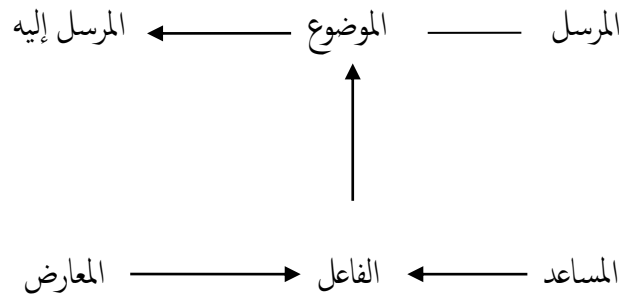 المرسل الموضوع المرسل إليه
المساعد الفاعل المعارض